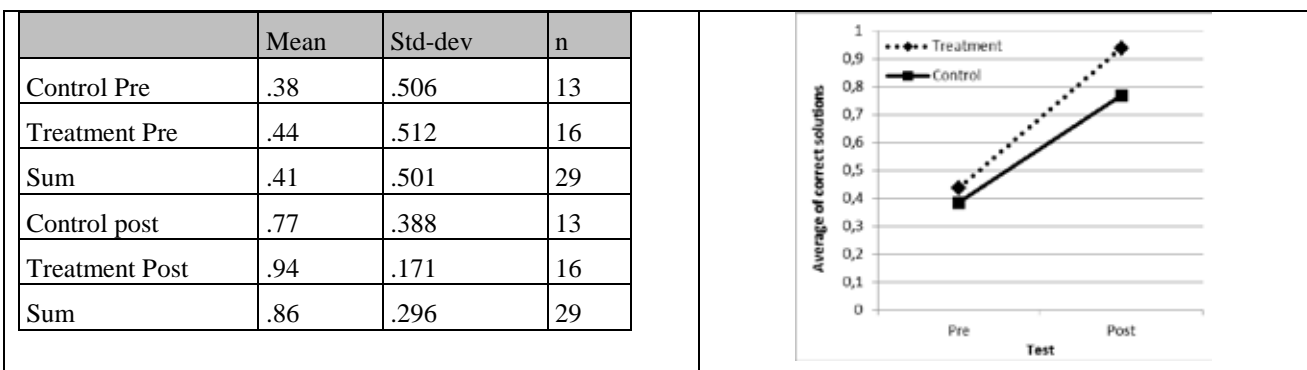 Mean Std-dev n
Control Pre .38 .506 13
Treatment Pre .44 .512 16
Sum .41 .501 29
Control post .77 .388 13
Treatment Post .94 .171 16
Sum .86 .296 29
Treatment
Control
Average of correct solutions
1
0,9
0,8
0,7
0,6
0,5
0,4
0,3
0,2
0,1
0
Pre Post
Test